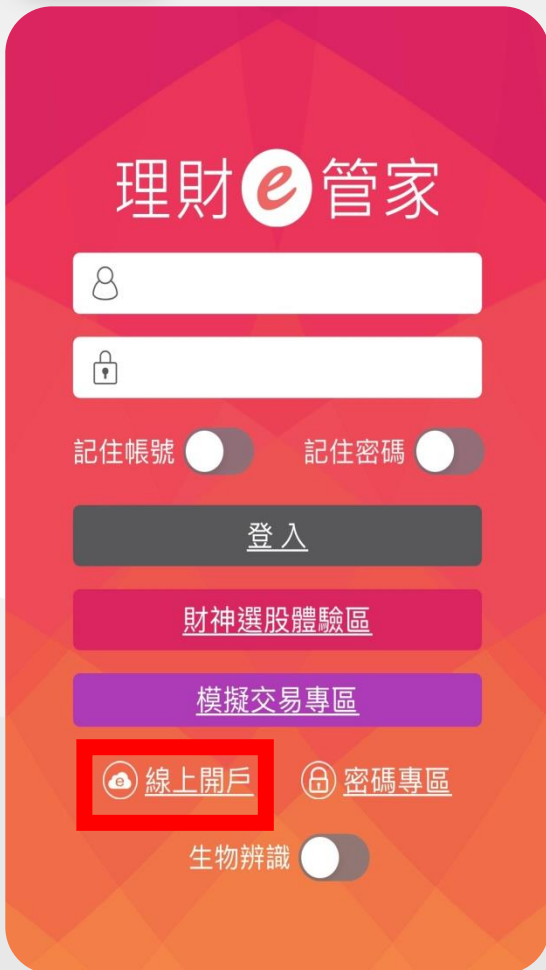 理財e管家
記住帳號 記住密碼
登入
財神選股體驗區
模擬交易專區
e 線上開戶 密碼專區
生物辨識